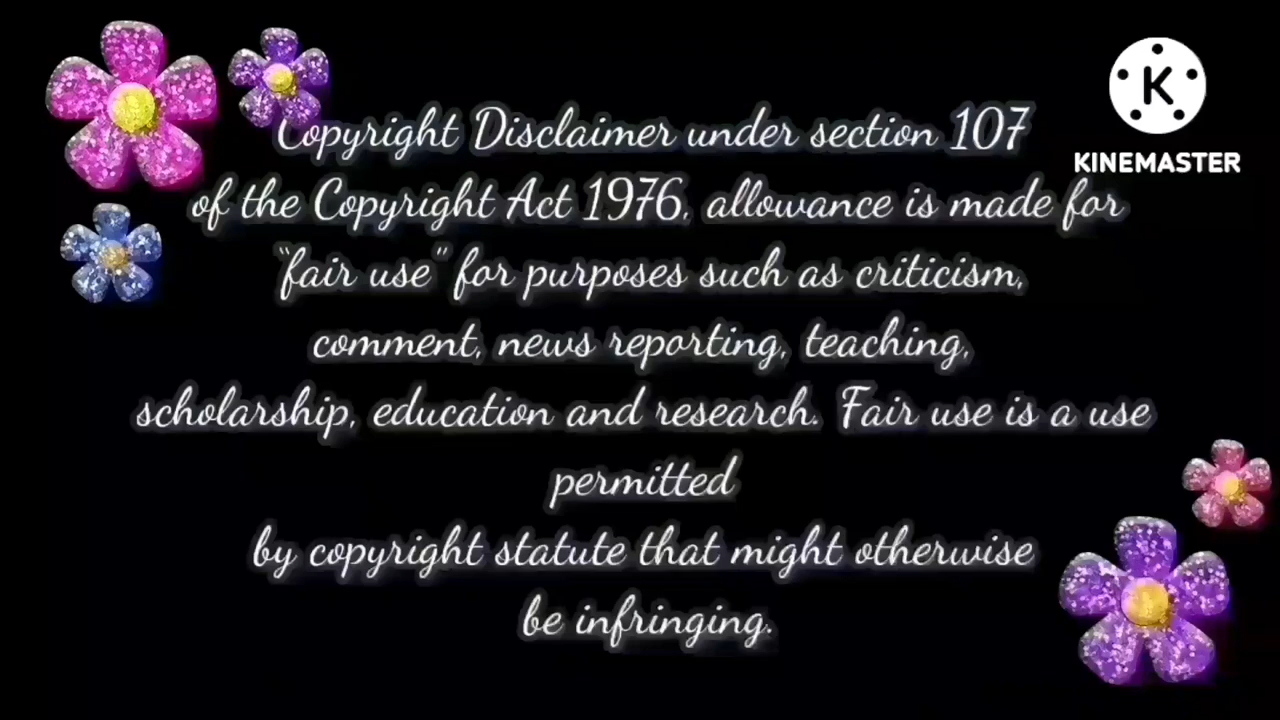 Copyright Disclaimer under section 107
of the Copyright Act 1976, allowance is made for
"fair use" for purposes such as criticism,
comment, news reporting, teaching,
scholarship, education and research. Fair use is a use
permitted
by copyright statute that might otherwise
be infringing.
K
KINEMASTER